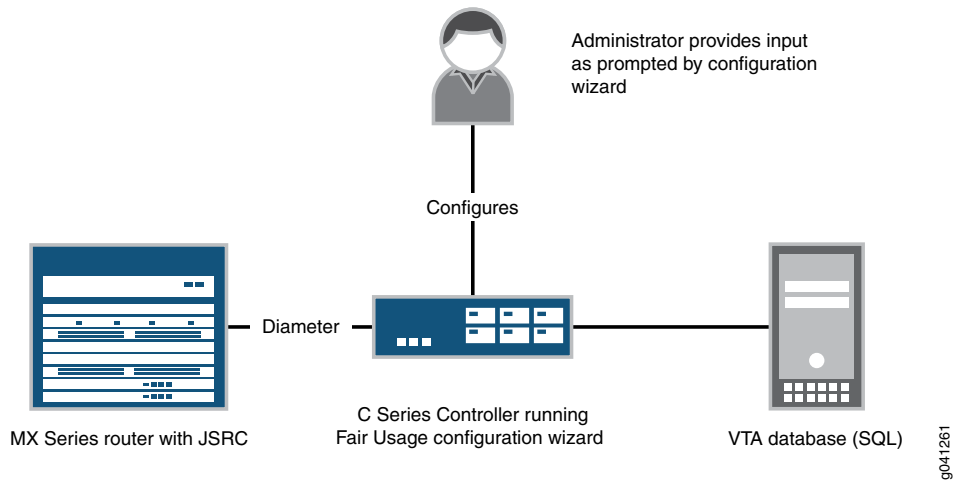 Administrator provides input
as prompted by configuration
wizard
Configures
Diameter
C Series Controller running
Fair Usage configuration wizard
MX Series router with JSRC
VTA database (SQL)
g041261